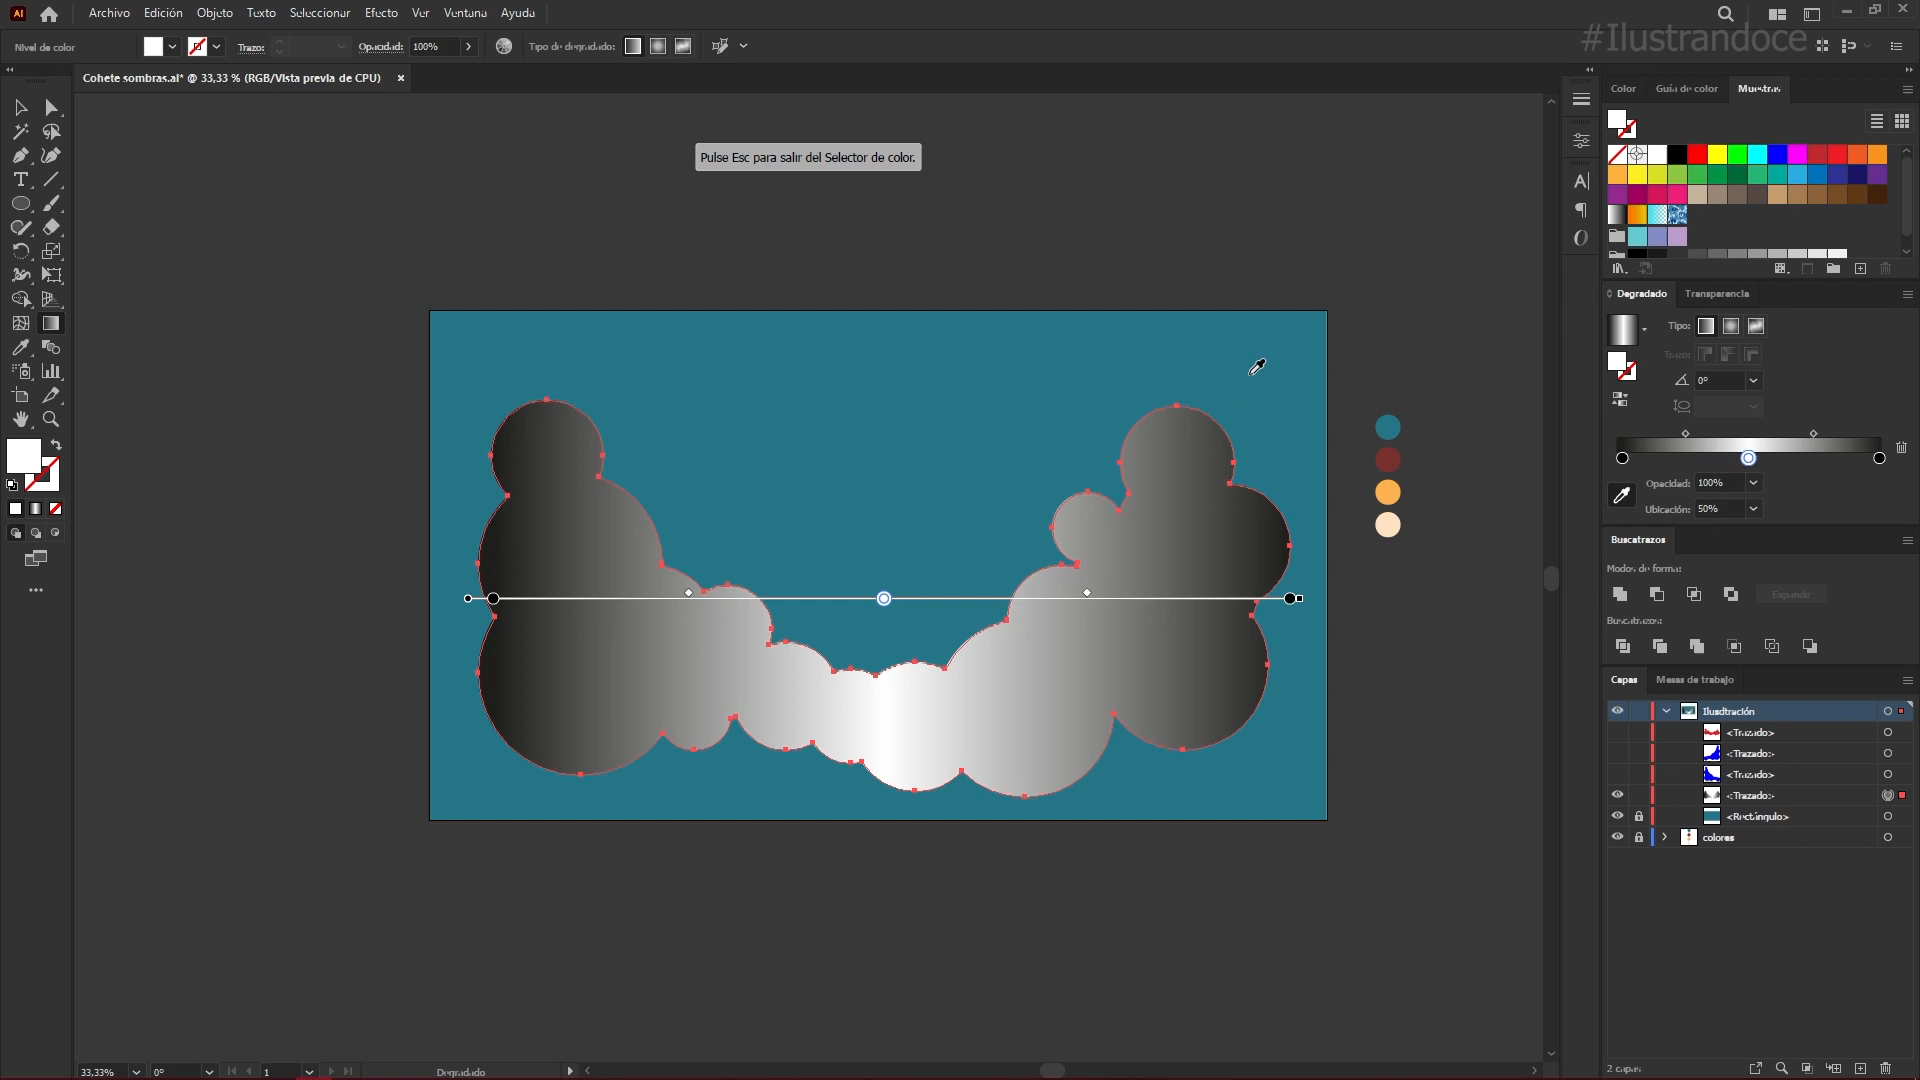 Ai
Archivo Edición Objeto Texto Seleccionar Efecto Ver Ventana Ayuda
#Ilustrandoce
Nivel de color
Trazo:
Opacidad: 100%
Tipo de degradado:
Cohete sombras.ai* @ 33,33 % (RGB/Vista previa de CPU) ×
Pulse Esc para salir del Selector de color.
Color Guía de color Muestras
Degradado Transparencia
Tipo:
Trazo:
0°
Opacidad: 100%
Ubicación: 50%
Buscatrazos
Modos de forma:
Expandir
Buscatrazos:
Capas Mesas de trabajo
Ilusdtración
<Trazado>
<Trazado>
<Trazado>
<Trazado>
<Rectángulo>
colores
2 capas
33,33% 0° 1 Degradado